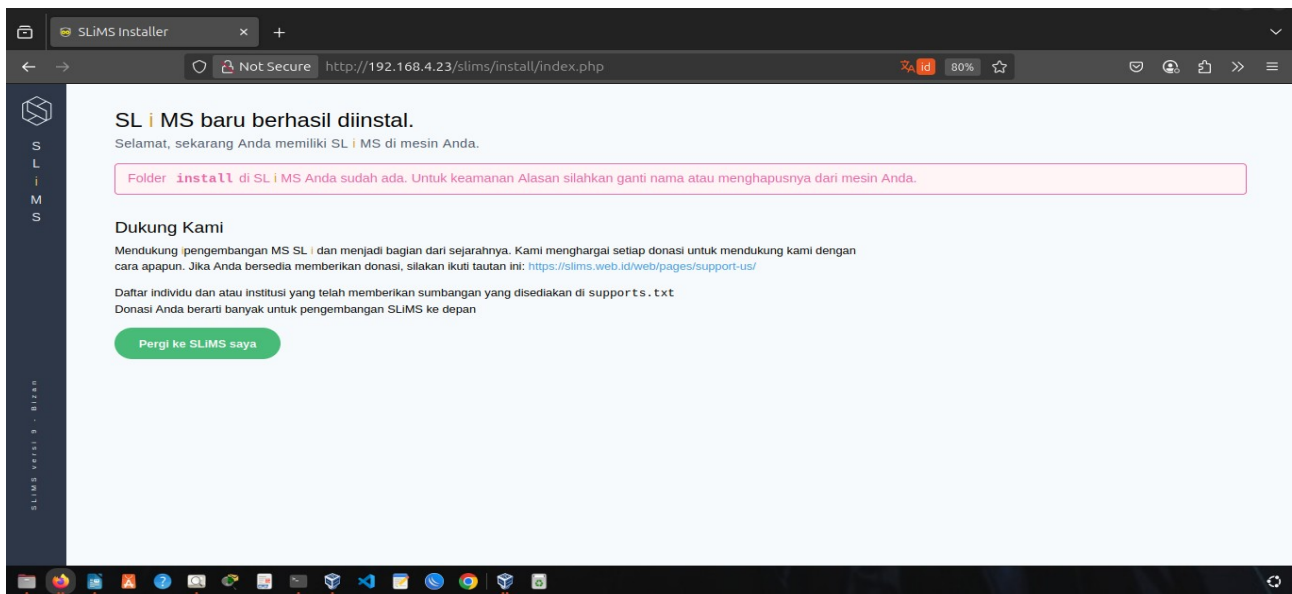 SLiMS Installer
Not Secure http://192.168.4.23/slims/install/index.php id 80%
S
L
i
M
S
SLiMS versi 9 - Bizan
SL i MS baru berhasil diinstal.
Selamat, sekarang Anda memiliki SL i MS di mesin Anda.
Folder install di SL i MS Anda sudah ada. Untuk keamanan Alasan silahkan ganti nama atau menghapusnya dari mesin Anda.
Dukung Kami
Mendukung ipengembangan MS SL i dan menjadi bagian dari sejarahnya. Kami menghargai setiap donasi untuk mendukung kami dengan
cara apapun. Jika Anda bersedia memberikan donasi, silakan ikuti tautan ini: https://slims.web.id/web/pages/support-us/
Daftar individu dan atau institusi yang telah memberikan sumbangan yang disediakan di supports.txt
Donasi Anda berarti banyak untuk pengembangan SLiMS ke depan
Pergi ke SLiMS saya